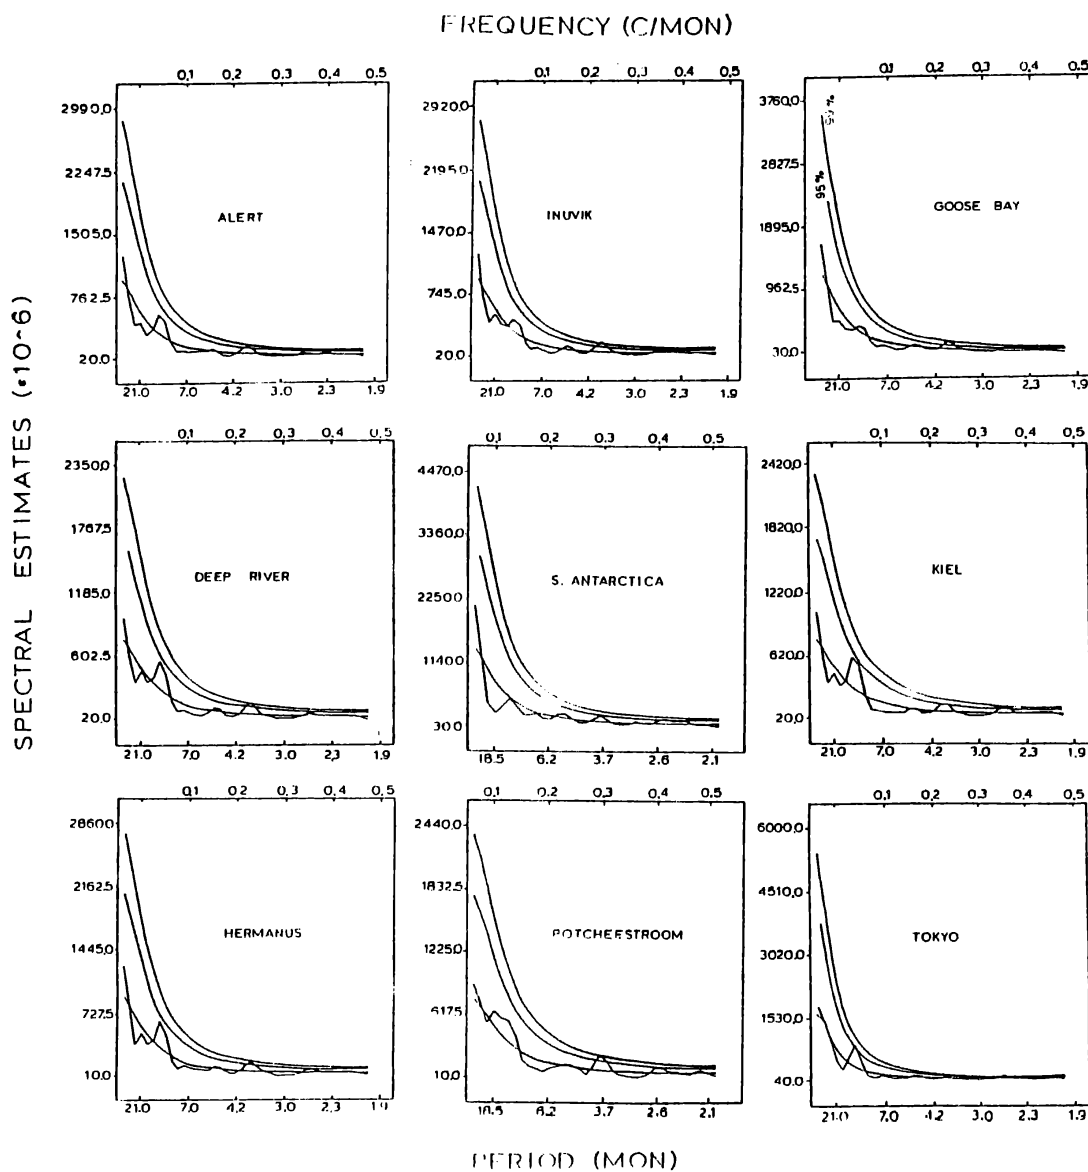 FREQUENCY (C/MON)
SPECTRAL ESTIMATES (*10^-6)
0.1 0.2 0.3 0.4 0.5
2990.0
2247.5
1505.0
762.5
20.0
ALERT
21.0 7.0 4.2 3.0 2.3 1.9
0.1 0.2 0.3 0.4 0.5
2920.0
2195.0
1470.0
745.0
20.0
INUVIK
21.0 7.0 4.2 3.0 2.3 1.9
0.1 0.2 0.3 0.4 0.5
3760.0
2827.5
1895.0
962.5
30.0
99%
95%
GOOSE BAY
21.0 7.0 4.2 3.0 2.3 1.9
0.1 0.2 0.3 0.4 0.5
2350.0
1767.5
1185.0
602.5
20.0
DEEP RIVER
21.0 7.0 4.2 3.0 2.3 1.9
0.1 0.2 0.3 0.4 0.5
4470.0
3360.0
2250.0
1140.0
30.0
S. ANTARCTICA
18.5 6.2 3.7 2.6 2.1
0.1 0.2 0.3 0.4 0.5
2420.0
1820.0
1220.0
620.0
20.0
KIEL
21.0 7.0 4.2 3.0 2.3 1.9
0.1 0.2 0.3 0.4 0.5
2860.0
2162.5
1445.0
727.5
10.0
HERMANUS
21.0 7.0 4.2 3.0 2.3 1.9
0.1 0.2 0.3 0.4 0.5
2440.0
1832.5
1225.0
617.5
10.0
POTCHEESTROOM
18.5 6.2 3.7 2.6 2.1
0.1 0.2 0.3 0.4 0.5
6000.0
4510.0
3020.0
1530.0
40.0
TOKYO
21.0 7.0 4.2 3.0 2.3 1.9
PERIOD (MON)